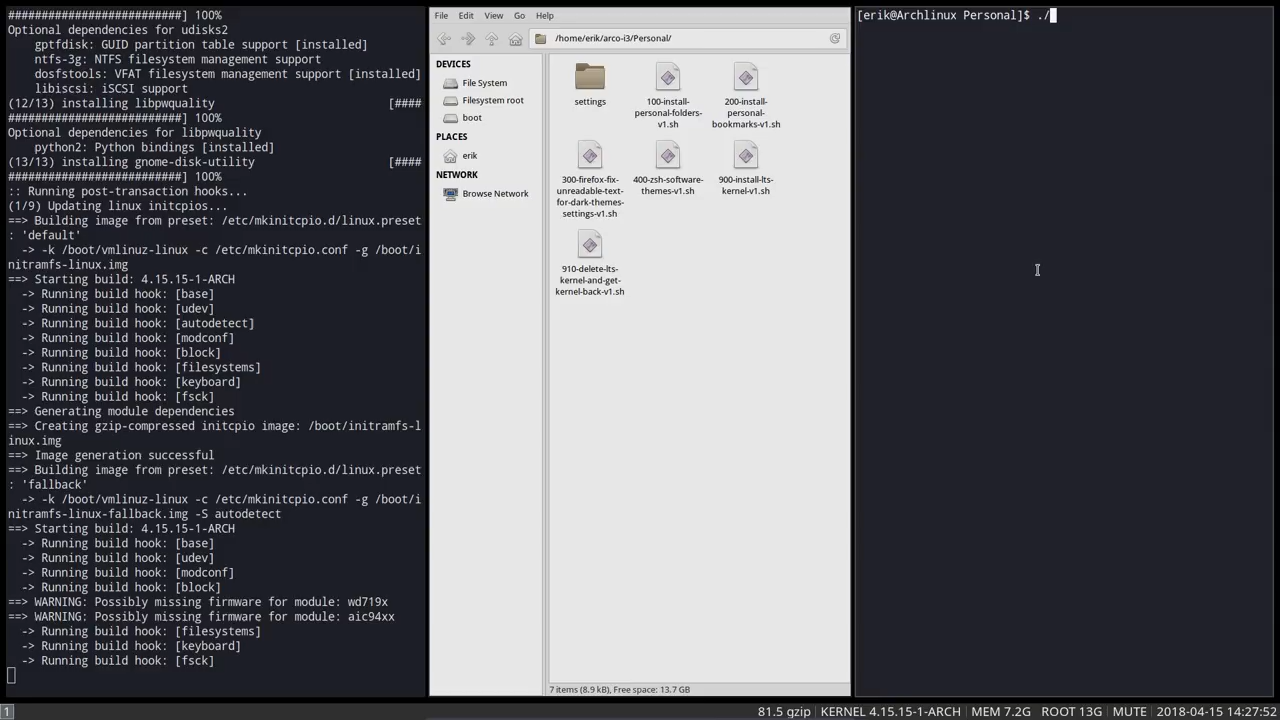 ########################] 100%
Optional dependencies for udisks2
    gptfdisk: GUID partition table support [installed]
    ntfs-3g: NTFS filesystem management support
    dosfstools: VFAT filesystem management support [installed]
    libiscsi: iSCSI support
(12/13) installing libpwquality                    [####
########################] 100%
Optional dependencies for libpwquality
    python2: Python bindings [installed]
(13/13) installing gnome-disk-utility              [####
########################] 100%
:: Running post-transaction hooks...
(1/9) Updating linux initcpios...
==> Building image from preset: /etc/mkinitcpio.d/linux.preset
: 'default'
  -> -k /boot/vmlinuz-linux -c /etc/mkinitcpio.conf -g /boot/i
nitramfs-linux.img
==> Starting build: 4.15.15-1-ARCH
  -> Running build hook: [base]
  -> Running build hook: [udev]
  -> Running build hook: [autodetect]
  -> Running build hook: [modconf]
  -> Running build hook: [block]
  -> Running build hook: [filesystems]
  -> Running build hook: [keyboard]
  -> Running build hook: [fsck]
==> Generating module dependencies
==> Creating gzip-compressed initcpio image: /boot/initramfs-l
inux.img
==> Image generation successful
==> Building image from preset: /etc/mkinitcpio.d/linux.preset
: 'fallback'
  -> -k /boot/vmlinuz-linux -c /etc/mkinitcpio.conf -g /boot/i
nitramfs-linux-fallback.img -S autodetect
==> Starting build: 4.15.15-1-ARCH
  -> Running build hook: [base]
  -> Running build hook: [udev]
  -> Running build hook: [modconf]
  -> Running build hook: [block]
==> WARNING: Possibly missing firmware for module: wd719x
==> WARNING: Possibly missing firmware for module: aic94xx
  -> Running build hook: [filesystems]
  -> Running build hook: [keyboard]
  -> Running build hook: [fsck]
File Edit View Go Help
/home/erik/arco-i3/Personal/
DEVICES
File System
Filesystem root
boot
PLACES
erik
NETWORK
Browse Network
settings
100-install-
personal-folders-
v1.sh
200-install-
personal-
bookmarks-v1.sh
300-firefox-fix-
unreadable-text-
for-dark-themes-
settings-v1.sh
400-zsh-software-
themes-v1.sh
900-install-lts-
kernel-v1.sh
910-delete-lts-
kernel-and-get-
kernel-back-v1.sh
7 items (8.9 kB), Free space: 13.7 GB
[erik@Archlinux Personal]$ ./
1
81.5 gzip KERNEL 4.15.15-1-ARCH MEM 7.2G ROOT 13G MUTE 2018-04-15 14:27:52